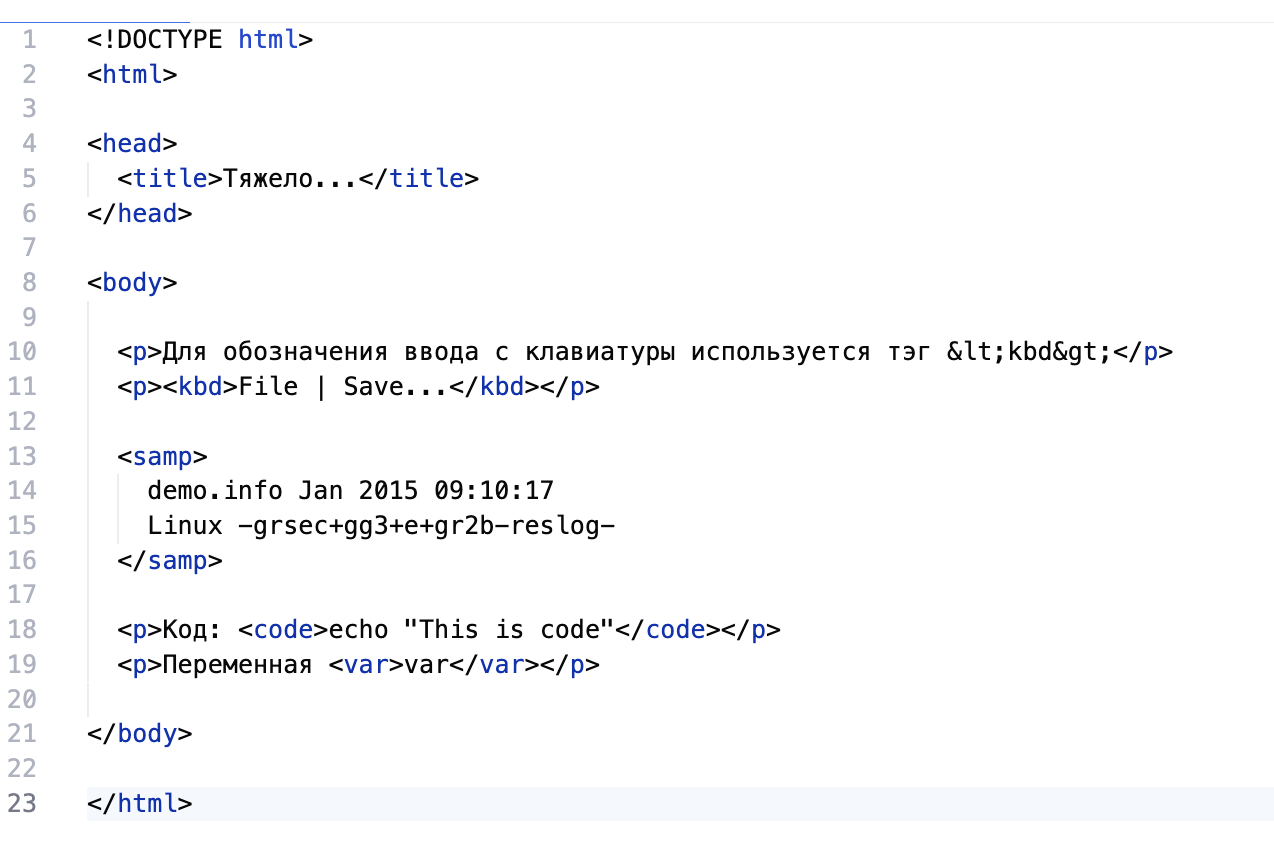 1 <!DOCTYPE html>
2 <html>
3
4 <head>
5 <title>Тяжело...</title>
6 </head>
7
8 <body>
9
10 <p>Для обозначения ввода с клавиатуры используется тэг &lt;kbd&gt;</p>
11 <p><kbd>File | Save...</kbd></p>
12
13 <samp>
14 demo.info Jan 2015 09:10:17
15 Linux -grsec+gg3+e+gr2b-reslog-
16 </samp>
17
18 <p>Код: <code>echo "This is code"</code></p>
19 <p>Переменная <var>var</var></p>
20
21 </body>
22
23 </html>